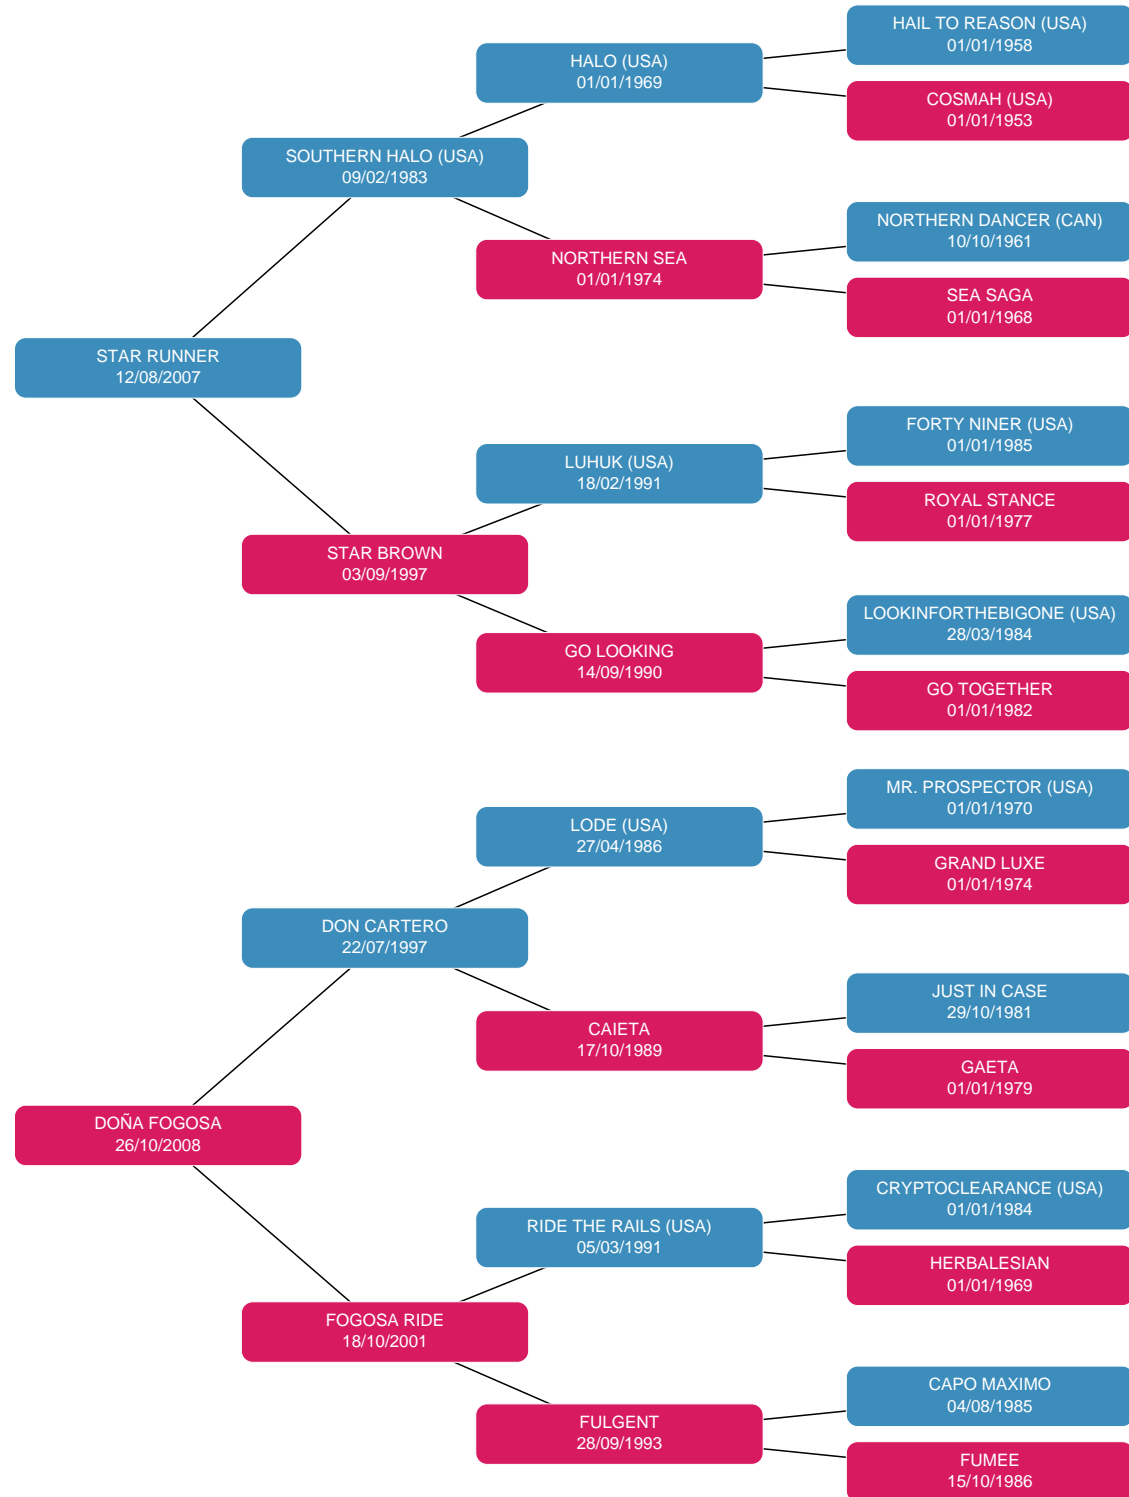 HAIL TO REASON (USA)
01/01/1958
HALO (USA)
01/01/1969
COSMAH (USA)
01/01/1953
SOUTHERN HALO (USA)
09/02/1983
NORTHERN DANCER (CAN)
10/10/1961
NORTHERN SEA
01/01/1974
SEA SAGA
01/01/1968
STAR RUNNER
12/08/2007
FORTY NINER (USA)
01/01/1985
LUHUK (USA)
18/02/1991
ROYAL STANCE
01/01/1977
STAR BROWN
03/09/1997
LOOKINFORTHEBIGONE (USA)
28/03/1984
GO LOOKING
14/09/1990
GO TOGETHER
01/01/1982
MR. PROSPECTOR (USA)
01/01/1970
LODE (USA)
27/04/1986
GRAND LUXE
01/01/1974
DON CARTERO
22/07/1997
JUST IN CASE
29/10/1981
CAIETA
17/10/1989
GAETA
01/01/1979
DOÑA FOGOSA
26/10/2008
CRYPTOCLEARANCE (USA)
01/01/1984
RIDE THE RAILS (USA)
05/03/1991
HERBALESIAN
01/01/1969
FOGOSA RIDE
18/10/2001
CAPO MAXIMO
04/08/1985
FULGENT
28/09/1993
FUMEE
15/10/1986